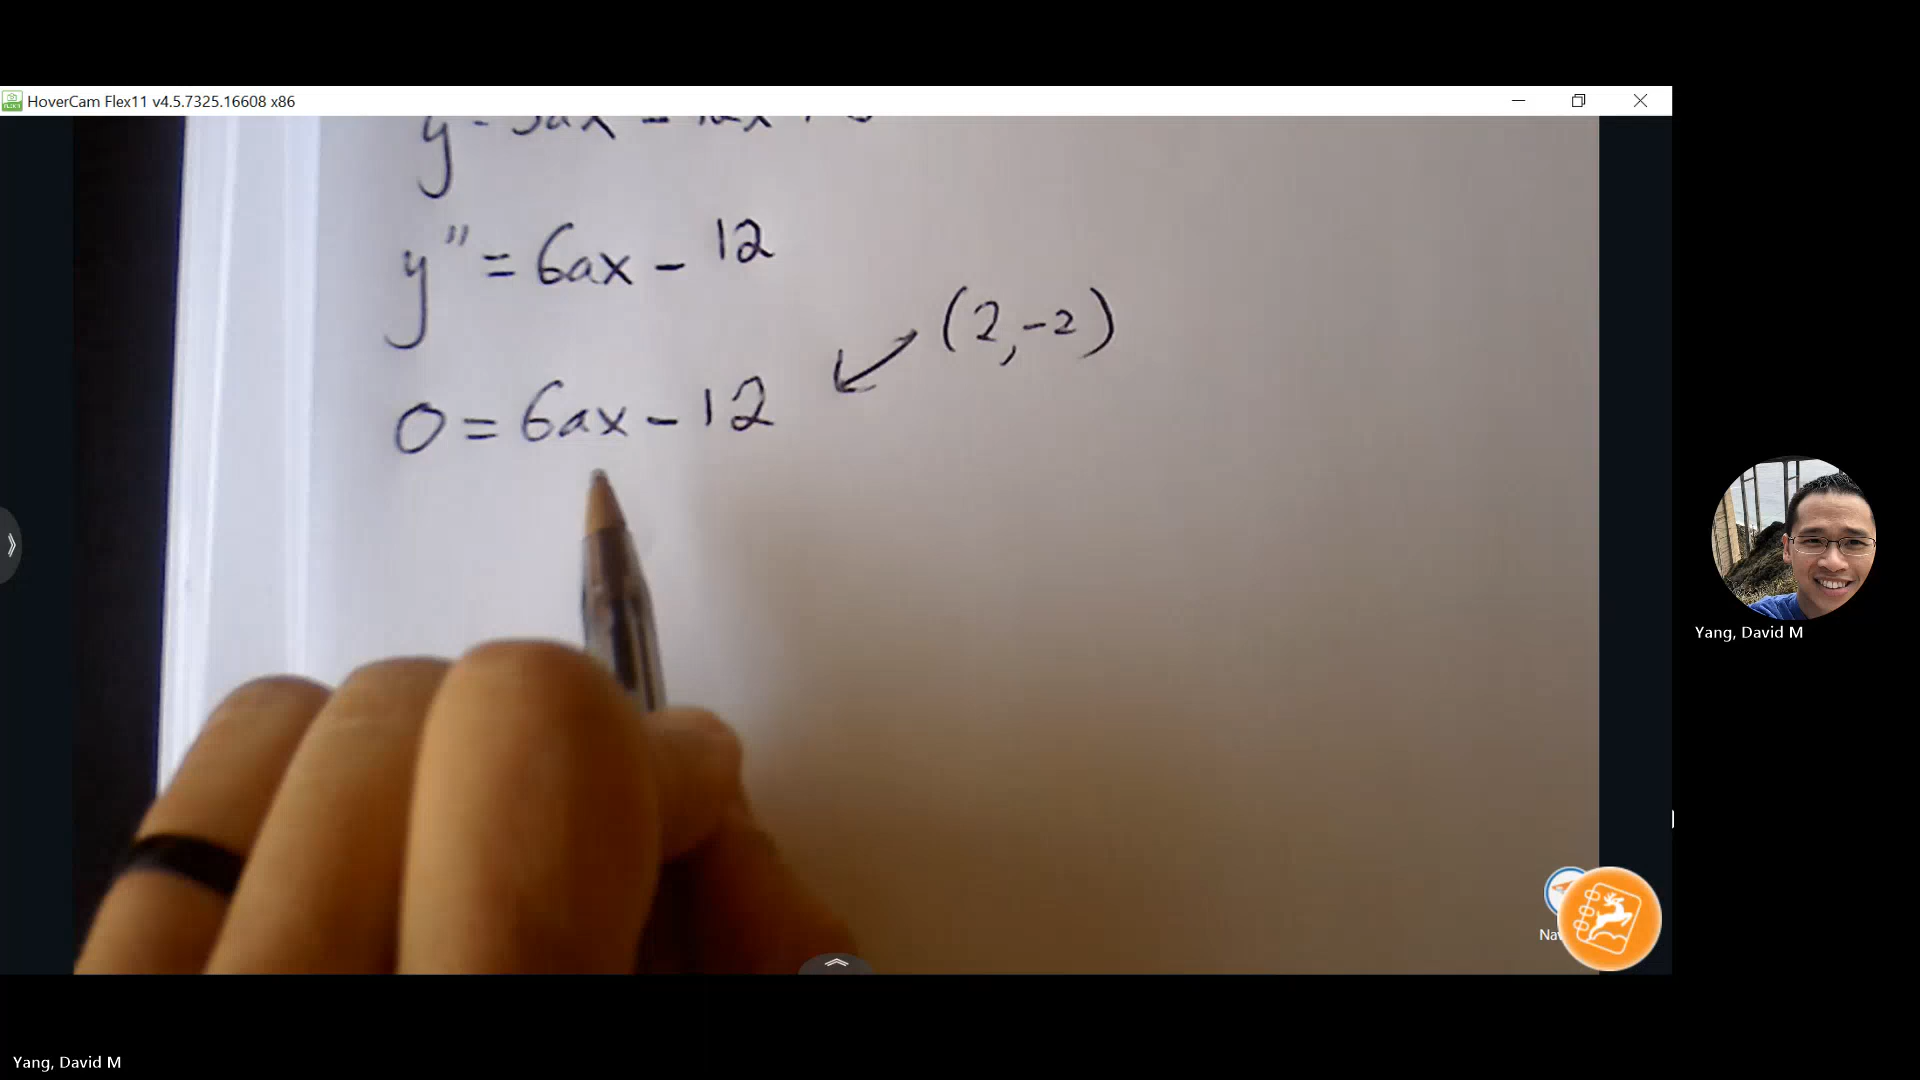 HoverCam Flex11 v4.5.7325.16608 x86
y'' = 6ax - 12
(2, -2)
0 = 6ax - 12
Yang, David M
Yang, David M